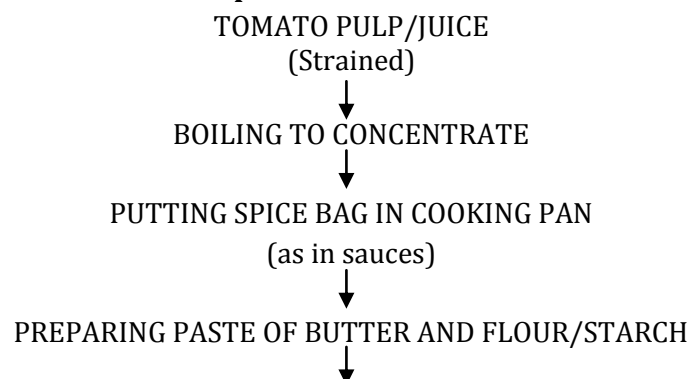 TOMATO PULP/JUICE
(Strained)
BOILING TO CONCENTRATE
PUTTING SPICE BAG IN COOKING PAN
(as in sauces)
PREPARING PASTE OF BUTTER AND FLOUR/STARCH